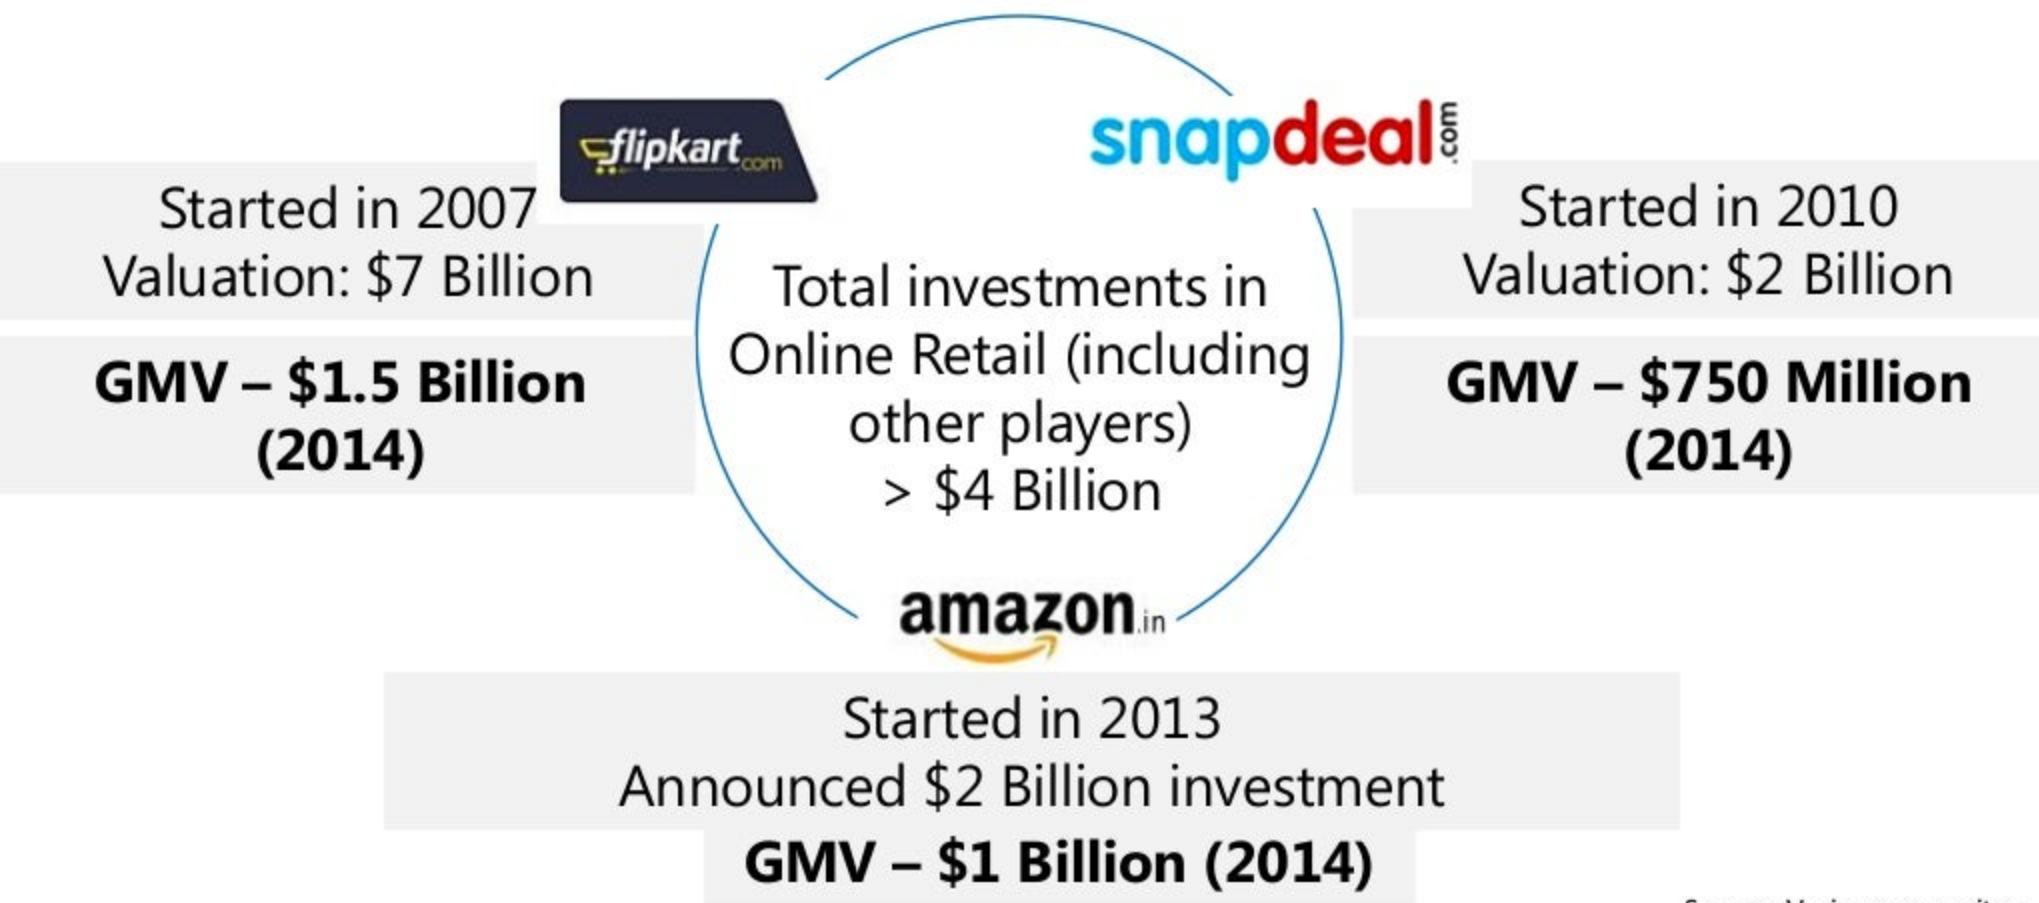 flipkart.com
Started in 2007
Valuation: $7 Billion
GMV – $1.5 Billion
(2014)
snapdeal.com
Started in 2010
Valuation: $2 Billion
GMV – $750 Million
(2014)
Total investments in
Online Retail (including
other players)
> $4 Billion
amazon.in
Started in 2013
Announced $2 Billion investment
GMV – $1 Billion (2014)